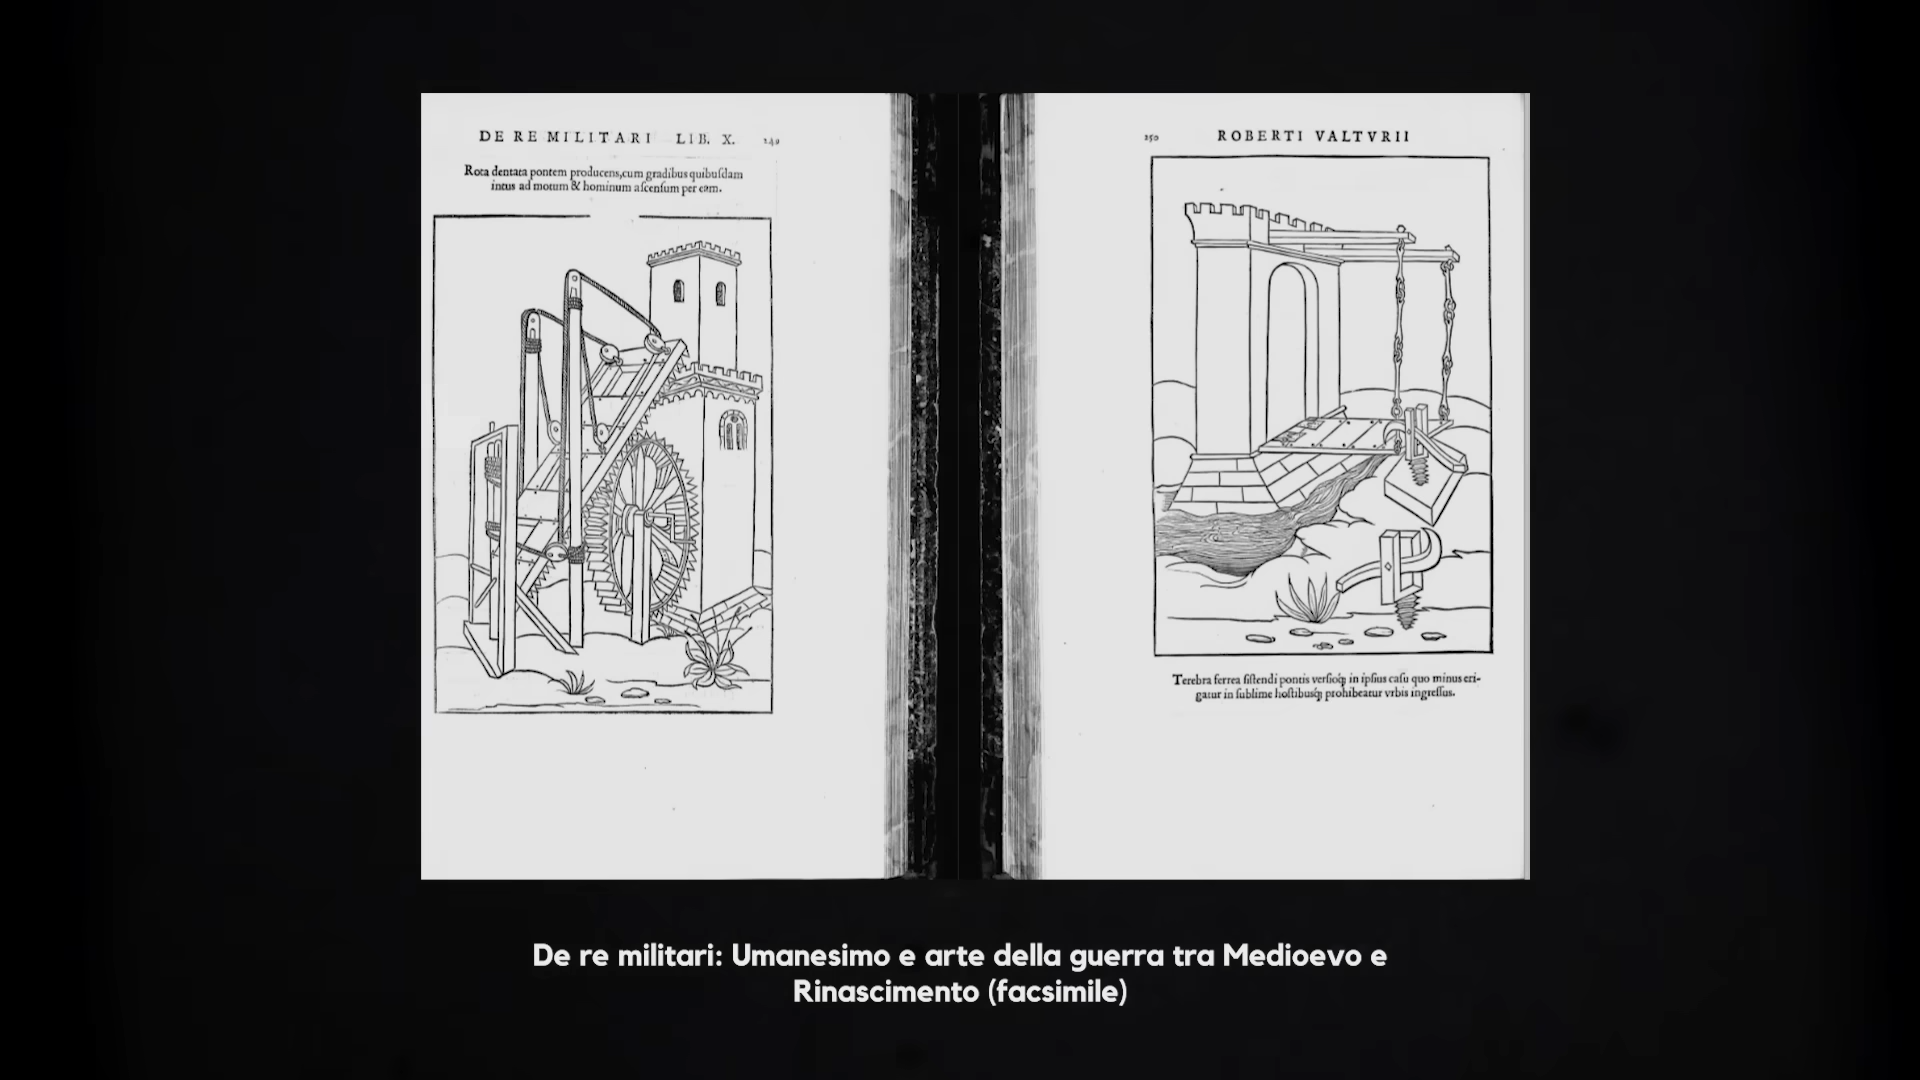 DE RE MILITARI LIB. X. 249
Rota dentata pontem producens,cum gradibus quibuſdam
intus ad motum & hominum aſcenſum per eam.
250 ROBERTI VALTVRII
Terebra ferrea ſiſtendi pontis verſioq́; in ipſius caſu quo minus eri-
gatur in ſublime hoſtibusq́; prohibeatur vrbis ingreſſus.
De re militari: Umanesimo e arte della guerra tra Medioevo e
Rinascimento (facsimile)